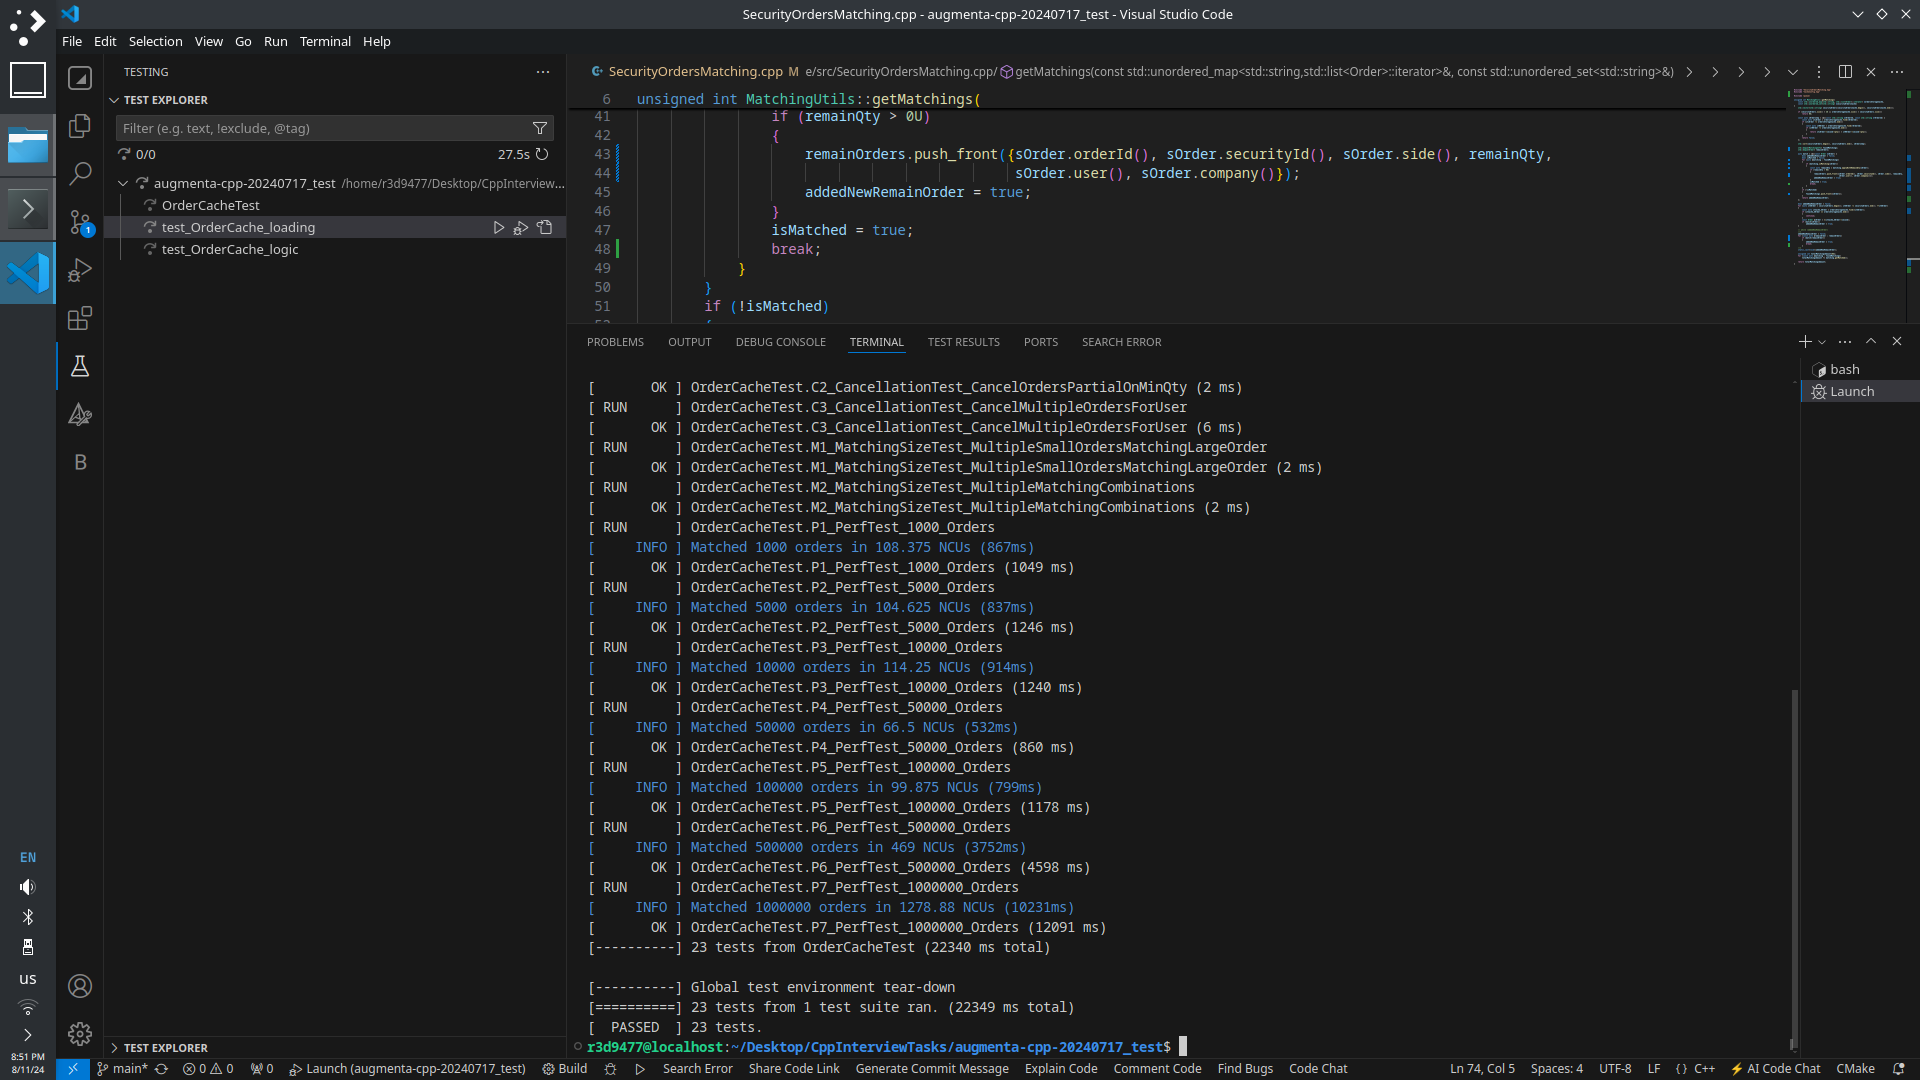 SecurityOrdersMatching.cpp - augmenta-cpp-20240717_test - Visual Studio Code
File Edit Selection View Go Run Terminal Help
TESTING
TEST EXPLORER
Filter (e.g. text, !exclude, @tag)
0/0 27.5s
augmenta-cpp-20240717_test /home/r3d9477/Desktop/CppInterview...
OrderCacheTest
test_OrderCache_loading
test_OrderCache_logic
TEST EXPLORER
SecurityOrdersMatching.cpp M e/src/SecurityOrdersMatching.cpp/ getMatchings(const std::unordered_map<std::string,std::list<Order>::iterator>&, const std::unordered_set<std::string>&)
6 unsigned int MatchingUtils::getMatchings(
41 if (remainQty > 0U)
42 {
43 remainOrders.push_front({sOrder.orderId(), sOrder.securityId(), sOrder.side(), remainQty,
44 sOrder.user(), sOrder.company()});
45 addedNewRemainOrder = true;
46 }
47 isMatched = true;
48 break;
49 }
50 }
51 if (!isMatched)
PROBLEMS OUTPUT DEBUG CONSOLE TERMINAL TEST RESULTS PORTS SEARCH ERROR
bash
Launch
[       OK ] OrderCacheTest.C2_CancellationTest_CancelOrdersPartialOnMinQty (2 ms)
[ RUN      ] OrderCacheTest.C3_CancellationTest_CancelMultipleOrdersForUser
[       OK ] OrderCacheTest.C3_CancellationTest_CancelMultipleOrdersForUser (6 ms)
[ RUN      ] OrderCacheTest.M1_MatchingSizeTest_MultipleSmallOrdersMatchingLargeOrder
[       OK ] OrderCacheTest.M1_MatchingSizeTest_MultipleSmallOrdersMatchingLargeOrder (2 ms)
[ RUN      ] OrderCacheTest.M2_MatchingSizeTest_MultipleMatchingCombinations
[       OK ] OrderCacheTest.M2_MatchingSizeTest_MultipleMatchingCombinations (2 ms)
[ RUN      ] OrderCacheTest.P1_PerfTest_1000_Orders
[     INFO ] Matched 1000 orders in 108.375 NCUs (867ms)
[       OK ] OrderCacheTest.P1_PerfTest_1000_Orders (1049 ms)
[ RUN      ] OrderCacheTest.P2_PerfTest_5000_Orders
[     INFO ] Matched 5000 orders in 104.625 NCUs (837ms)
[       OK ] OrderCacheTest.P2_PerfTest_5000_Orders (1246 ms)
[ RUN      ] OrderCacheTest.P3_PerfTest_10000_Orders
[     INFO ] Matched 10000 orders in 114.25 NCUs (914ms)
[       OK ] OrderCacheTest.P3_PerfTest_10000_Orders (1240 ms)
[ RUN      ] OrderCacheTest.P4_PerfTest_50000_Orders
[     INFO ] Matched 50000 orders in 66.5 NCUs (532ms)
[       OK ] OrderCacheTest.P4_PerfTest_50000_Orders (860 ms)
[ RUN      ] OrderCacheTest.P5_PerfTest_100000_Orders
[     INFO ] Matched 100000 orders in 99.875 NCUs (799ms)
[       OK ] OrderCacheTest.P5_PerfTest_100000_Orders (1178 ms)
[ RUN      ] OrderCacheTest.P6_PerfTest_500000_Orders
[     INFO ] Matched 500000 orders in 469 NCUs (3752ms)
[       OK ] OrderCacheTest.P6_PerfTest_500000_Orders (4598 ms)
[ RUN      ] OrderCacheTest.P7_PerfTest_1000000_Orders
[     INFO ] Matched 1000000 orders in 1278.88 NCUs (10231ms)
[       OK ] OrderCacheTest.P7_PerfTest_1000000_Orders (12091 ms)
[----------] 23 tests from OrderCacheTest (22340 ms total)
[----------] Global test environment tear-down
[==========] 23 tests from 1 test suite ran. (22349 ms total)
[  PASSED  ] 23 tests.
r3d9477@localhost:~/Desktop/CppInterviewTasks/augmenta-cpp-20240717_test$
1
B
EN
us
8:51 PM
8/11/24
main* 0 0 0 Launch (augmenta-cpp-20240717_test) Build Search Error Share Code Link Generate Commit Message Explain Code Comment Code Find Bugs Code Chat Ln 74, Col 5 Spaces: 4 UTF-8 LF {} C++ AI Code Chat CMake